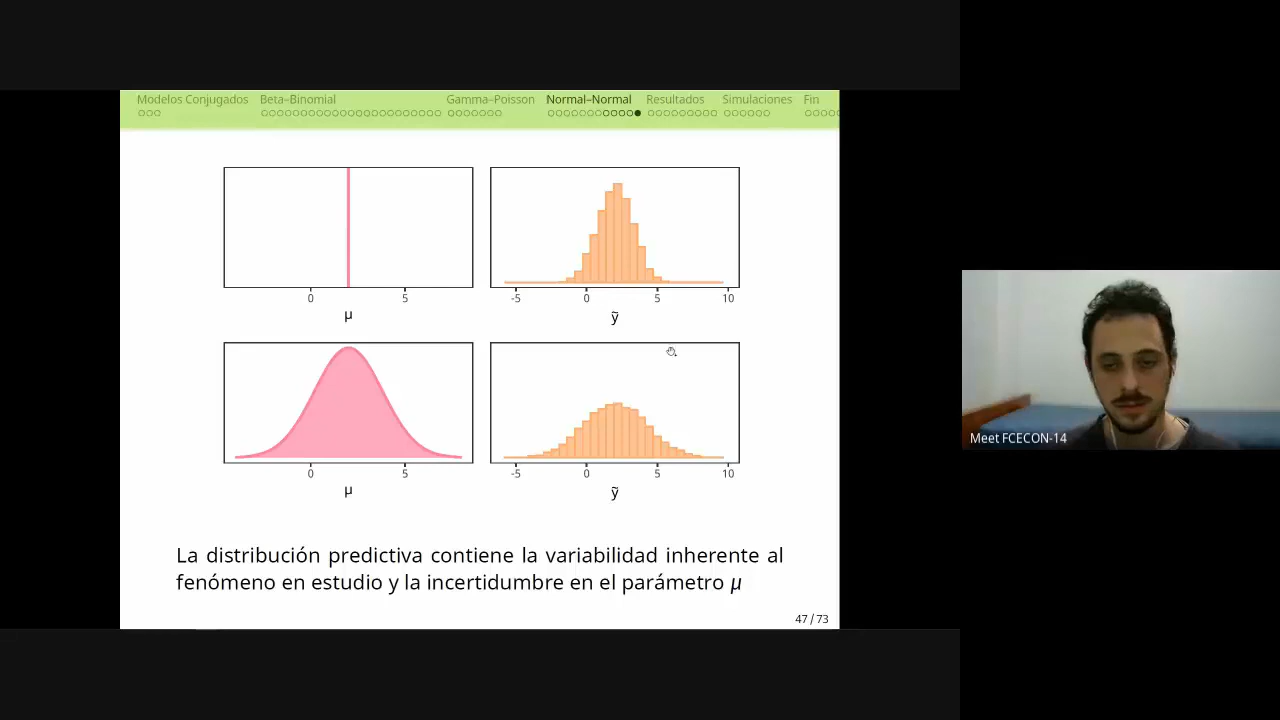 Modelos Conjugados Beta–Binomial Gamma–Poisson Normal–Normal Resultados Simulaciones Fin
0 5
μ
-5 0 5 10
ỹ
0 5
μ
-5 0 5 10
ỹ
La distribución predictiva contiene la variabilidad inherente al
fenómeno en estudio y la incertidumbre en el parámetro μ
47 / 73
Meet FCECON-14